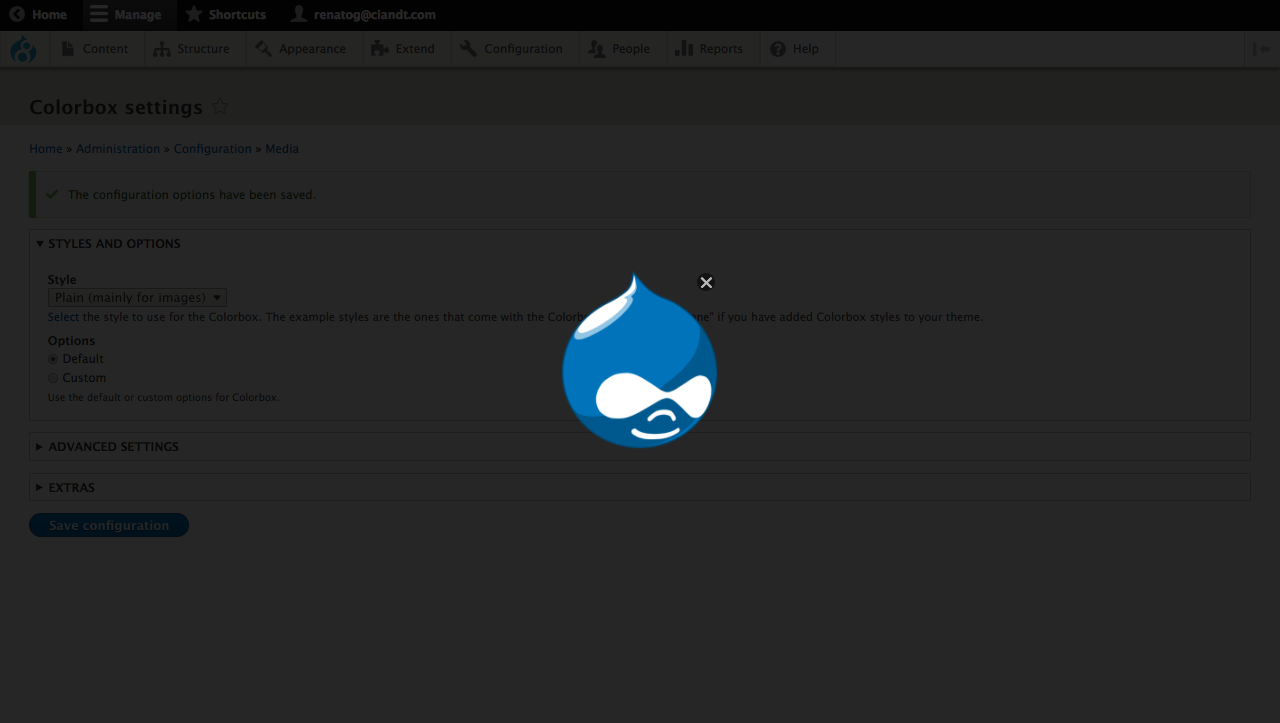 Home Manage Shortcuts renatog@ciandt.com
Content Structure Appearance Extend Configuration People Reports Help
Colorbox settings
Home » Administration » Configuration » Media
The configuration options have been saved.
STYLES AND OPTIONS
Style
Plain (mainly for images)
Select the style to use for the Colorbox. The example styles are the ones that come with the if you have added Colorbox styles to your theme.
Options
Default
Custom
Use the default or custom options for Colorbox.
ADVANCED SETTINGS
EXTRAS
Save configuration